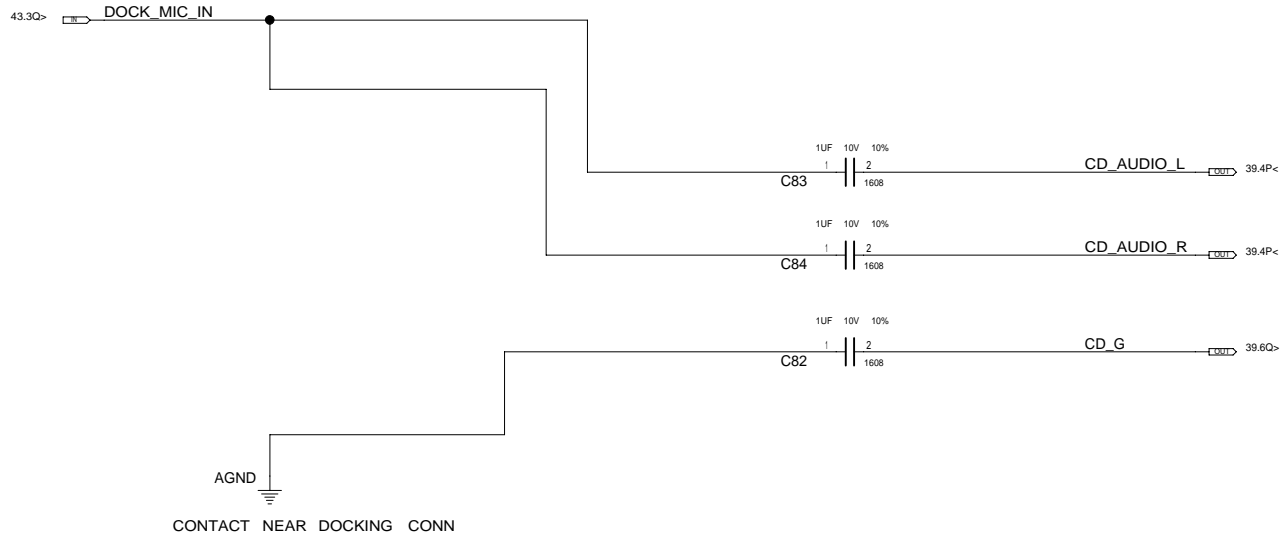 43.3Q> IN DOCK_MIC_IN
1UF 10V 10%
1 2 CD_AUDIO_L OUT 39.4P<
C83 1608
1UF 10V 10%
1 2 CD_AUDIO_R OUT 39.4P<
C84 1608
1UF 10V 10%
1 2 CD_G OUT 39.6Q>
C82 1608
AGND
CONTACT NEAR DOCKING CONN